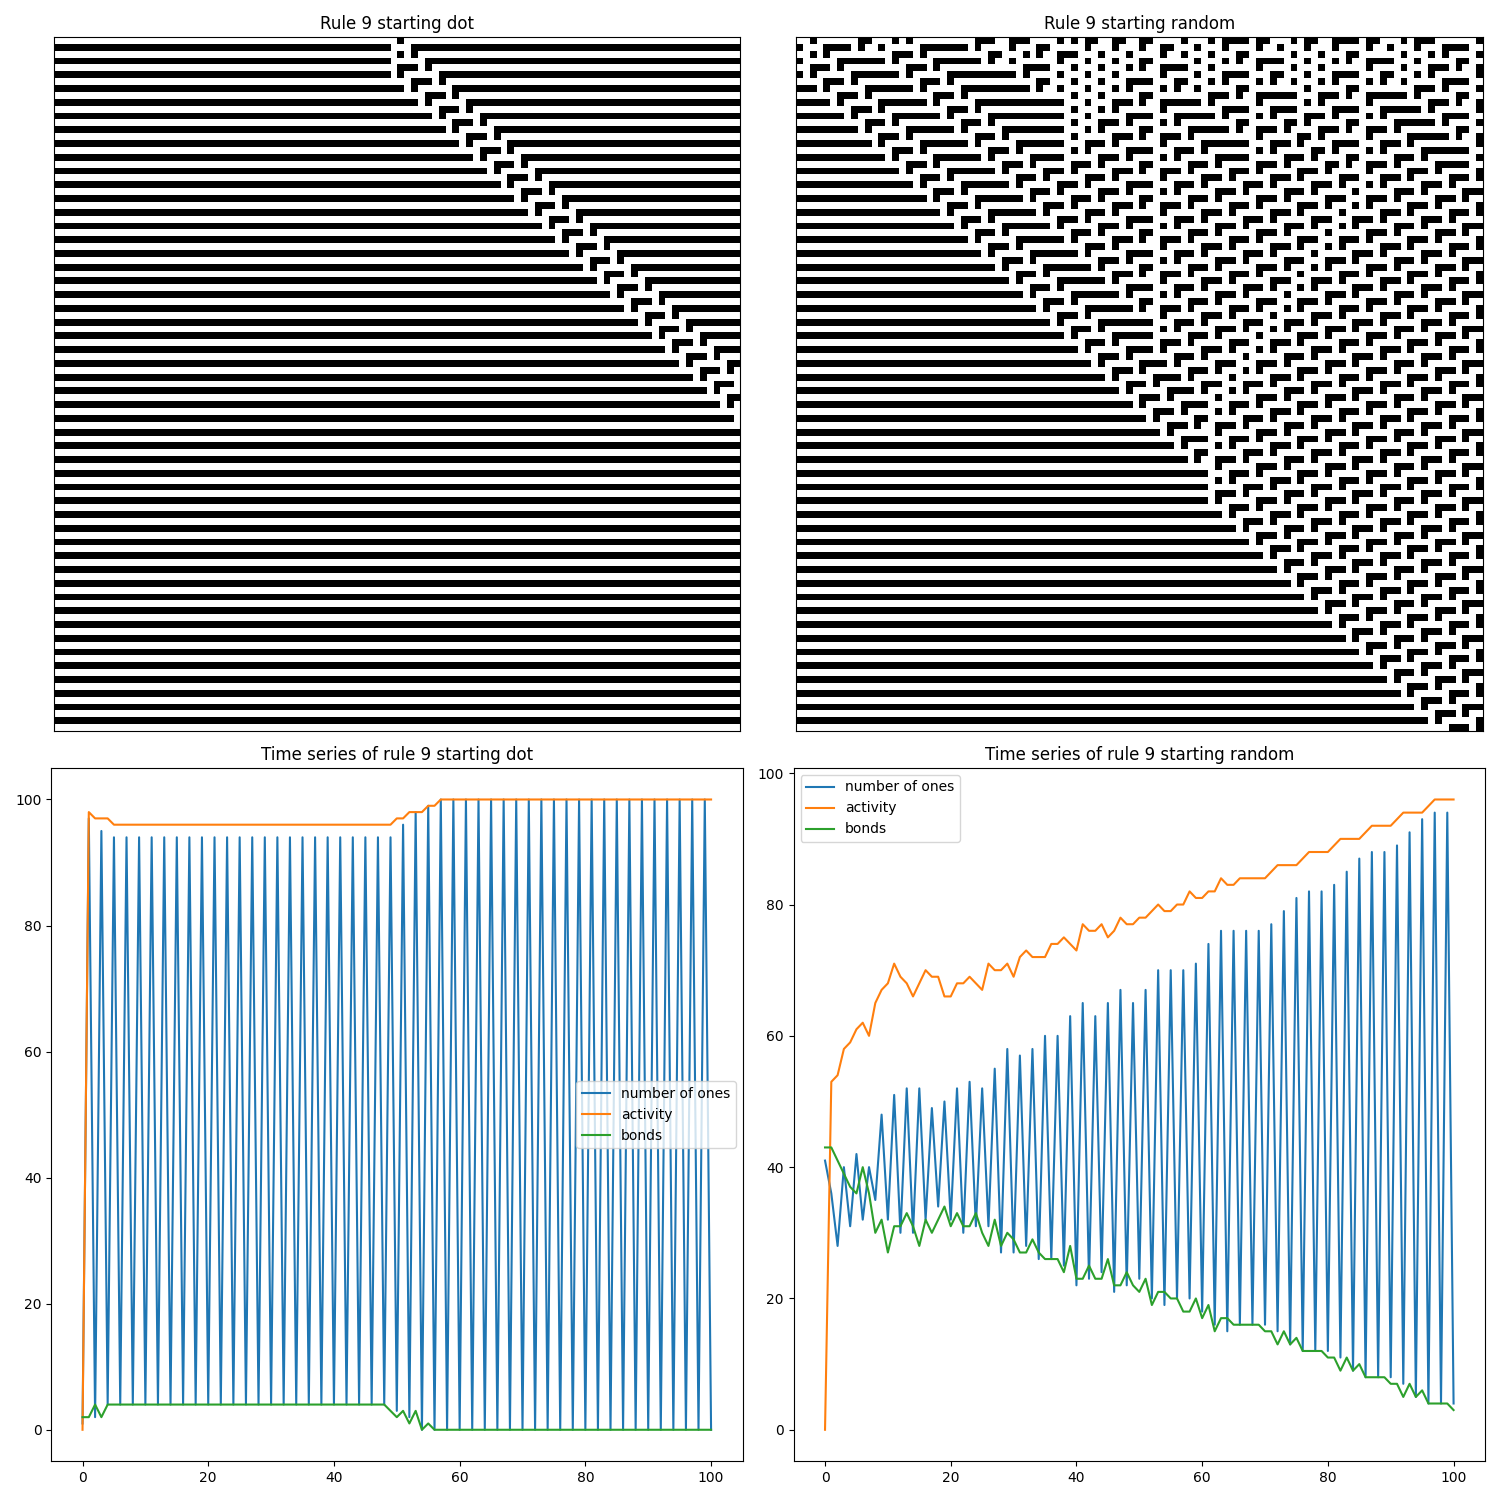 Rule 9 starting dot
Rule 9 starting random
Time series of rule 9 starting dot
100
80
60
40
20
0
0 20 40 60 80 100
number of ones
activity
bonds
Time series of rule 9 starting random
100
80
60
40
20
0
0 20 40 60 80 100
number of ones
activity
bonds